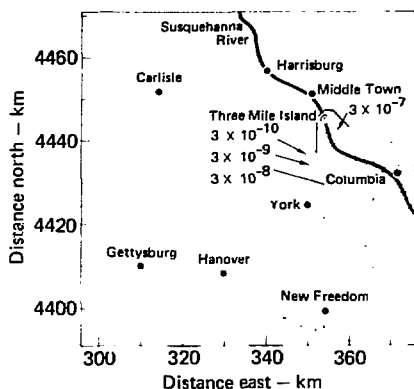 4470
Susquehanna
River
Harrisburg
4460
Carlisle
Middle Town
Three Mile Island
3 × 10⁻⁷
4440
3 × 10⁻¹⁰
3 × 10⁻⁹
3 × 10⁻⁸
Columbia
4420
York
Gettysburg
Hanover
New Freedom
4400
300
320
340
360
Distance north – km
Distance east – km